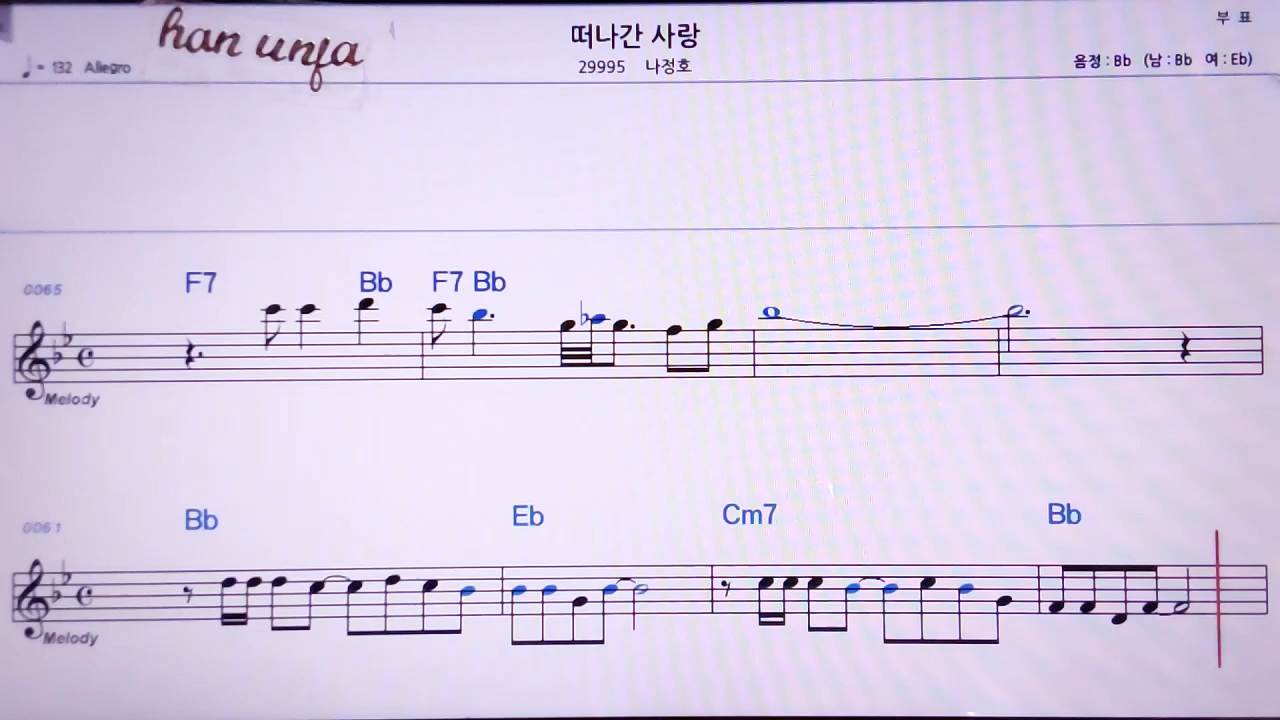 부 표
han unfa
떠나간 사랑
♩= 132 Allegro
29995 나정호
음정 : Bb (남 : Bb 여 : Eb)
0065
F7 Bb F7 Bb
Melody
0061
Bb Eb Cm7 Bb
Melody